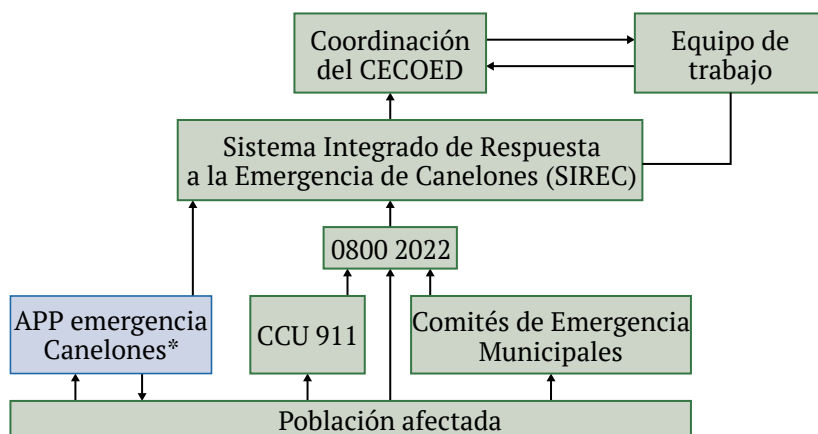 Coordinación
del CECOED
Equipo de
trabajo
Sistema Integrado de Respuesta
a la Emergencia de Canelones (SIREC)
0800 2022
APP emergencia
Canelones*
CCU 911
Comités de Emergencia
Municipales
Población afectada